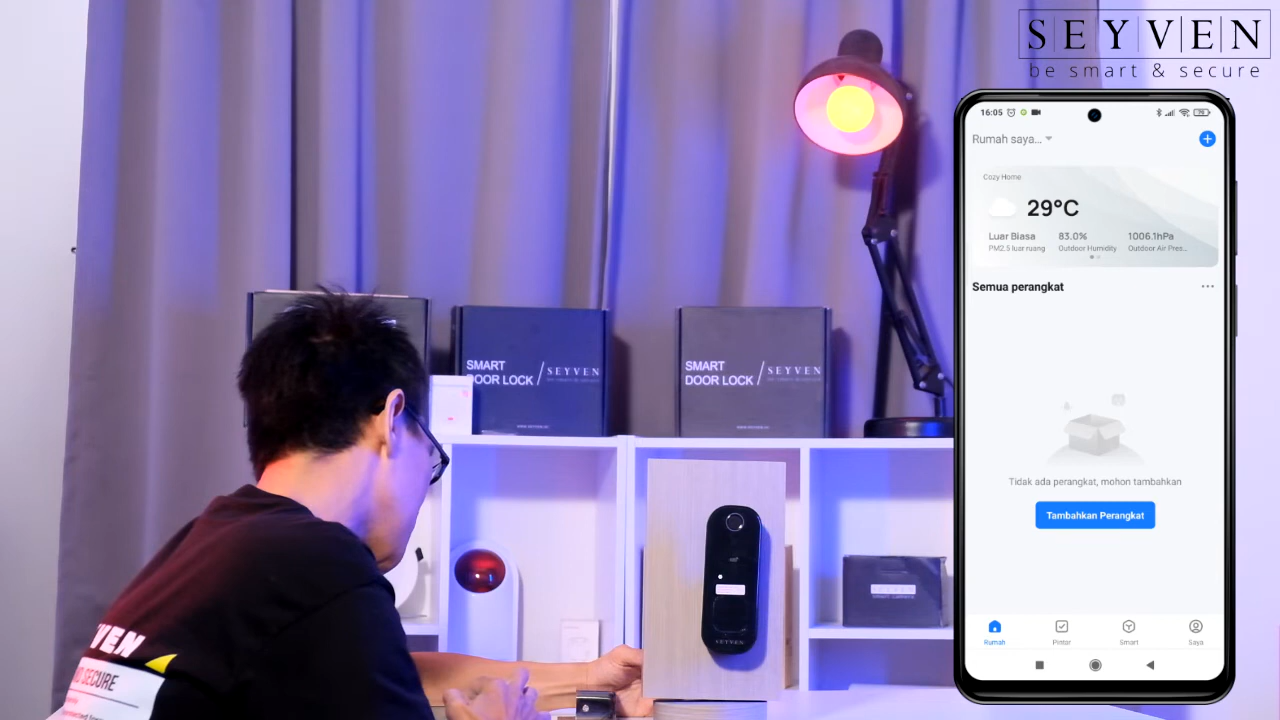 SEYVEN
be smart & secure
16:05
Rumah saya...
Cozy Home
29°C
Luar Biasa
83.0%
1006.1hPa
PM2.5 luar ruang
Outdoor Humidity
Outdoor Air Pres...
Semua perangkat
Tidak ada perangkat, mohon tambahkan
Tambahkan Perangkat
Rumah
Pintar
Smart
Saya
SMART
DOOR LOCK
SEYVEN
SMART
DOOR LOCK
SEYVEN
SEYVEN
VEN
SECURE